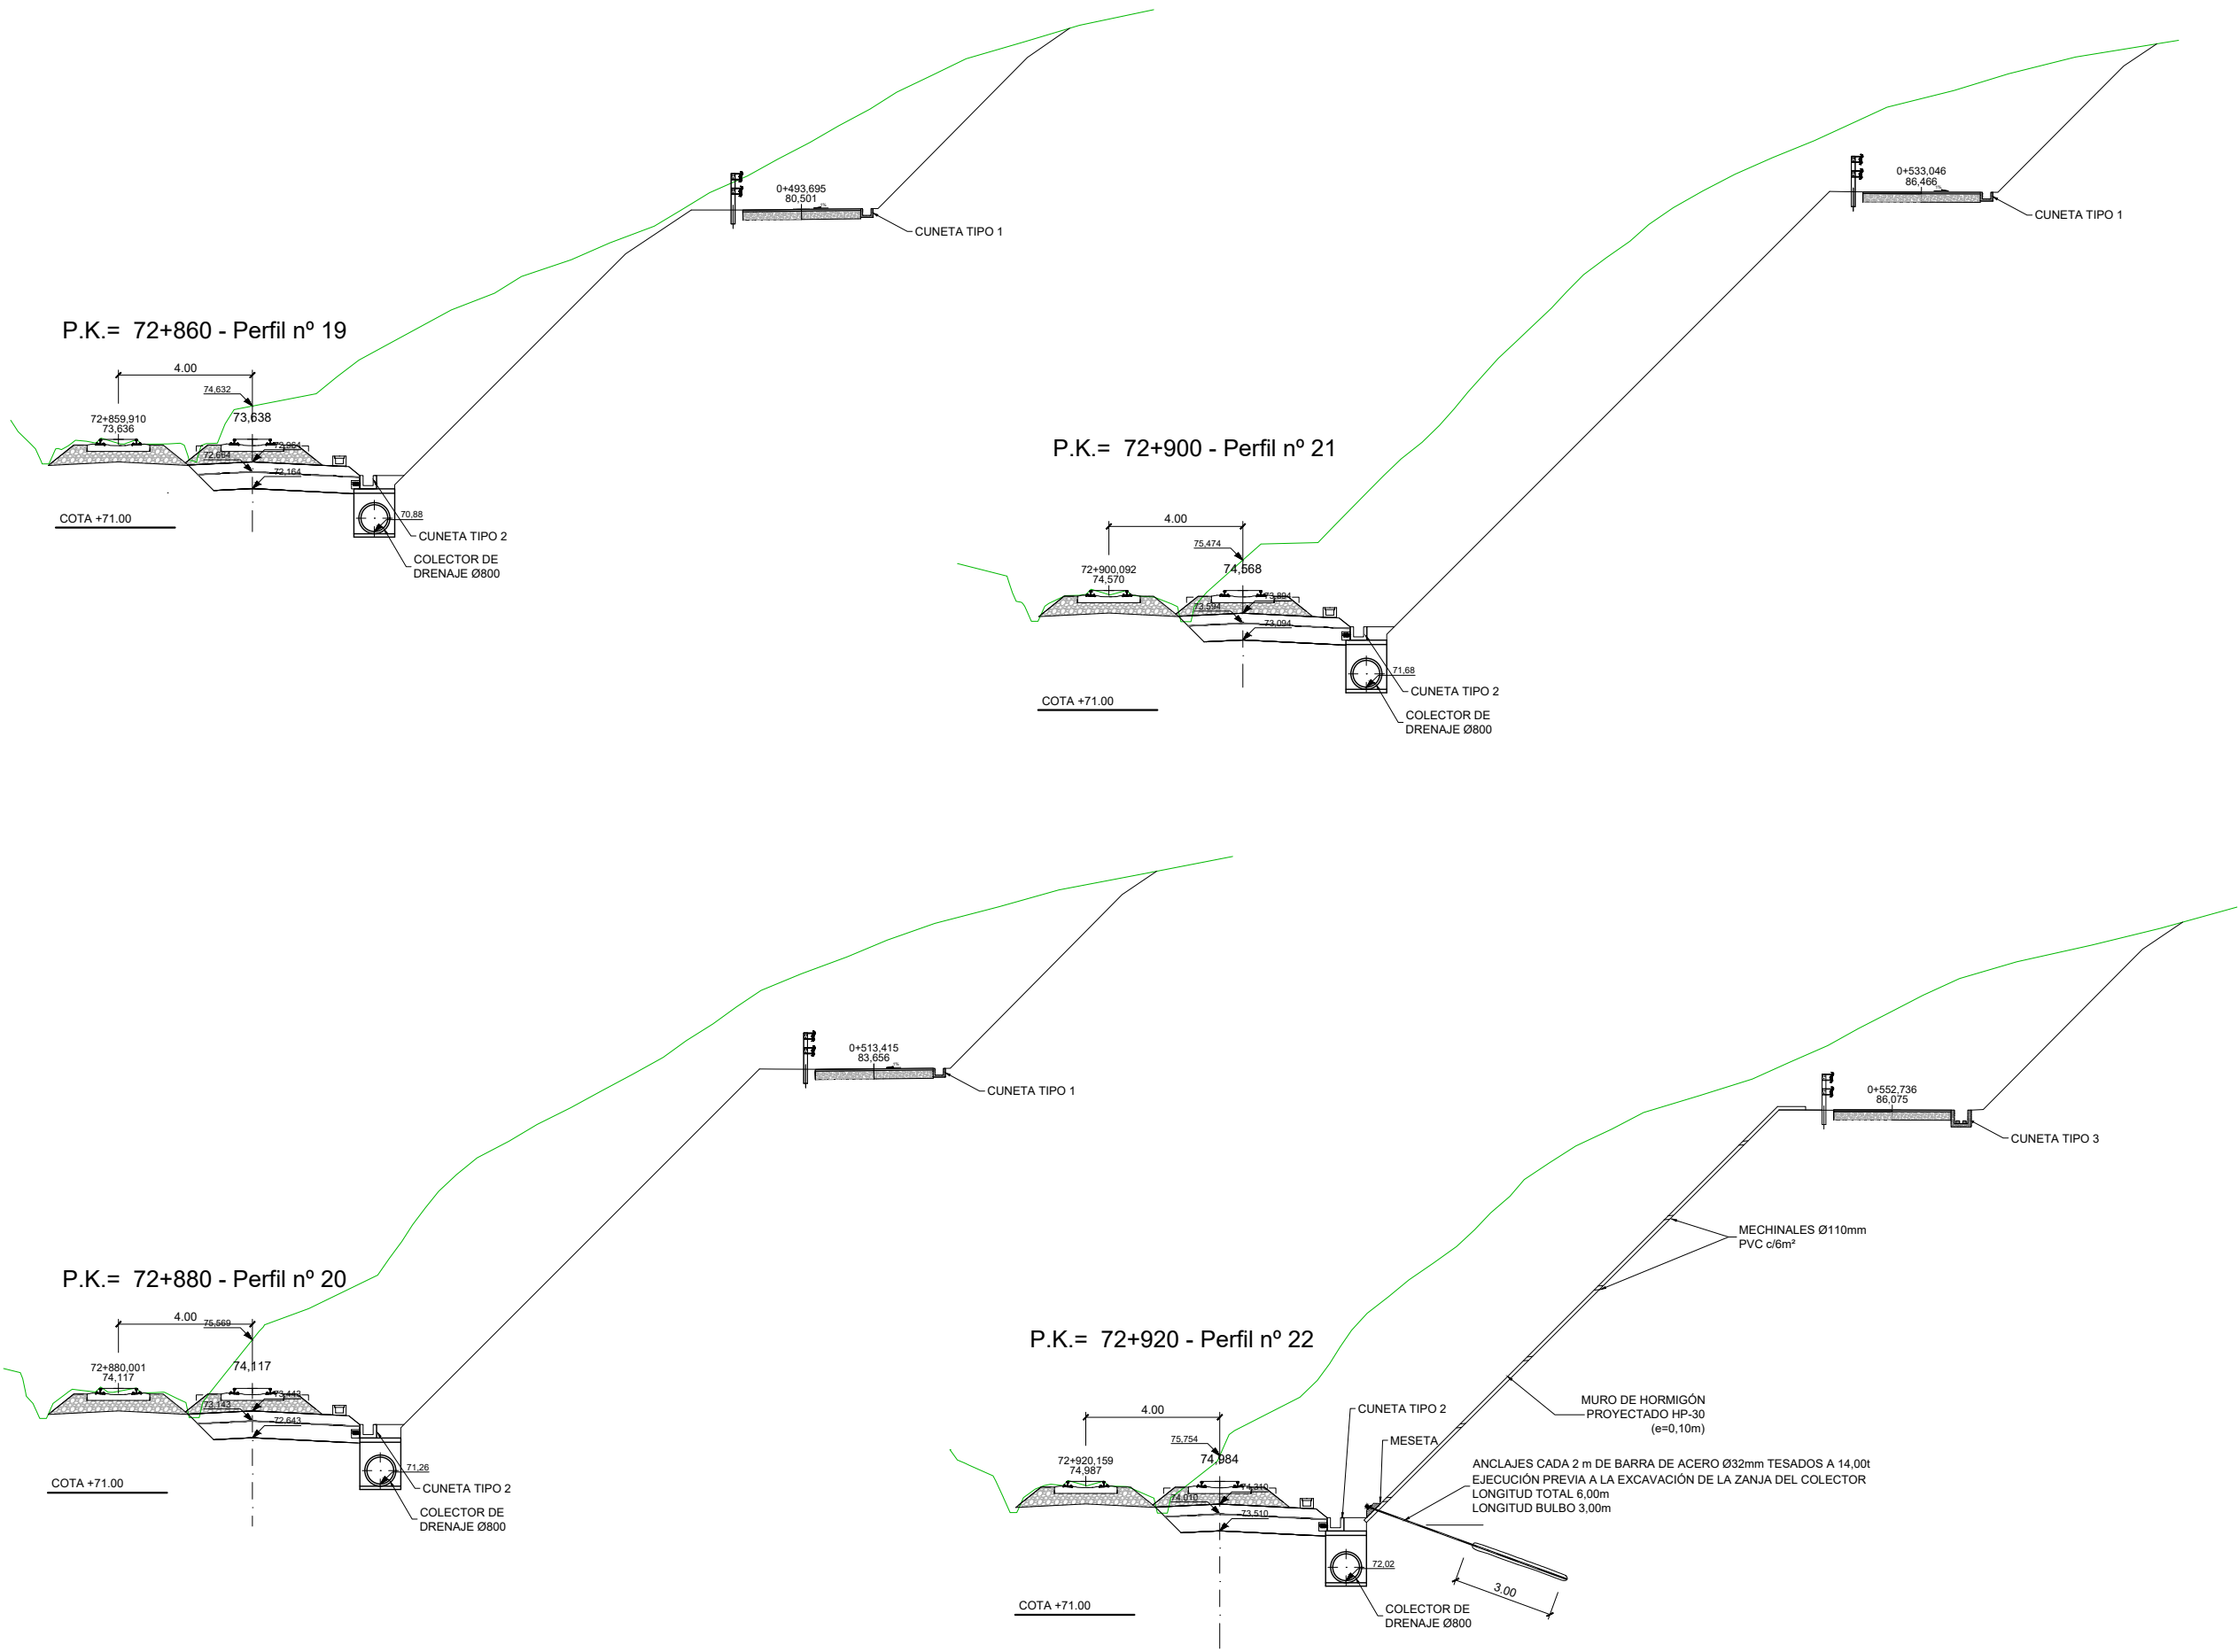 0+493,695
80,501
CUNETA TIPO 1
P.K.= 72+860 - Perfil nº 19
4.00
74,632
72+859,910
73,636
73,638
72,964
72,664
72,164
70,88
COTA +71.00
CUNETA TIPO 2
COLECTOR DE
DRENAJE Ø800
0+533,046
86,466
CUNETA TIPO 1
P.K.= 72+900 - Perfil nº 21
4.00
75,474
72+900,092
74,570
74,568
73,894
73,594
73,094
71,68
COTA +71.00
CUNETA TIPO 2
COLECTOR DE
DRENAJE Ø800
0+513,415
83,656
CUNETA TIPO 1
P.K.= 72+880 - Perfil nº 20
4.00
75,569
72+880,001
74,117
74,117
73,443
73,143
72,643
71,26
COTA +71.00
CUNETA TIPO 2
COLECTOR DE
DRENAJE Ø800
0+552,736
86,075
CUNETA TIPO 3
MECHINALES Ø110mm
PVC c/6m²
P.K.= 72+920 - Perfil nº 22
MURO DE HORMIGÓN
PROYECTADO HP-30
(e=0,10m)
4.00
CUNETA TIPO 2
75,754
MESETA
72+920,159
74,987
74,984
ANCLAJES CADA 2 m DE BARRA DE ACERO Ø32mm TESADOS A 14,00t
EJECUCIÓN PREVIA A LA EXCAVACIÓN DE LA ZANJA DEL COLECTOR
LONGITUD TOTAL 6,00m
LONGITUD BULBO 3,00m
74,310
74,010
73,510
72,02
3.00
COTA +71.00
COLECTOR DE
DRENAJE Ø800